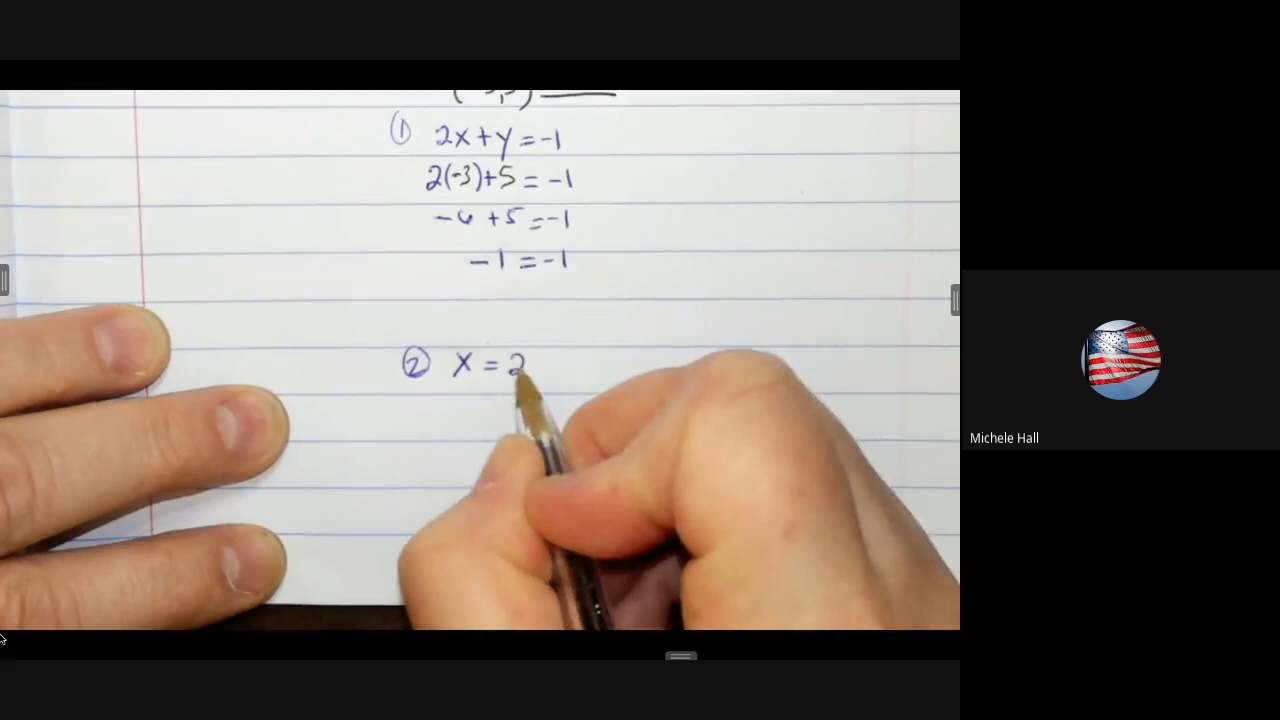 ① 2x+y=-1
2(-3)+5=-1
-6+5=-1
-1=-1
② x=2
Michele Hall